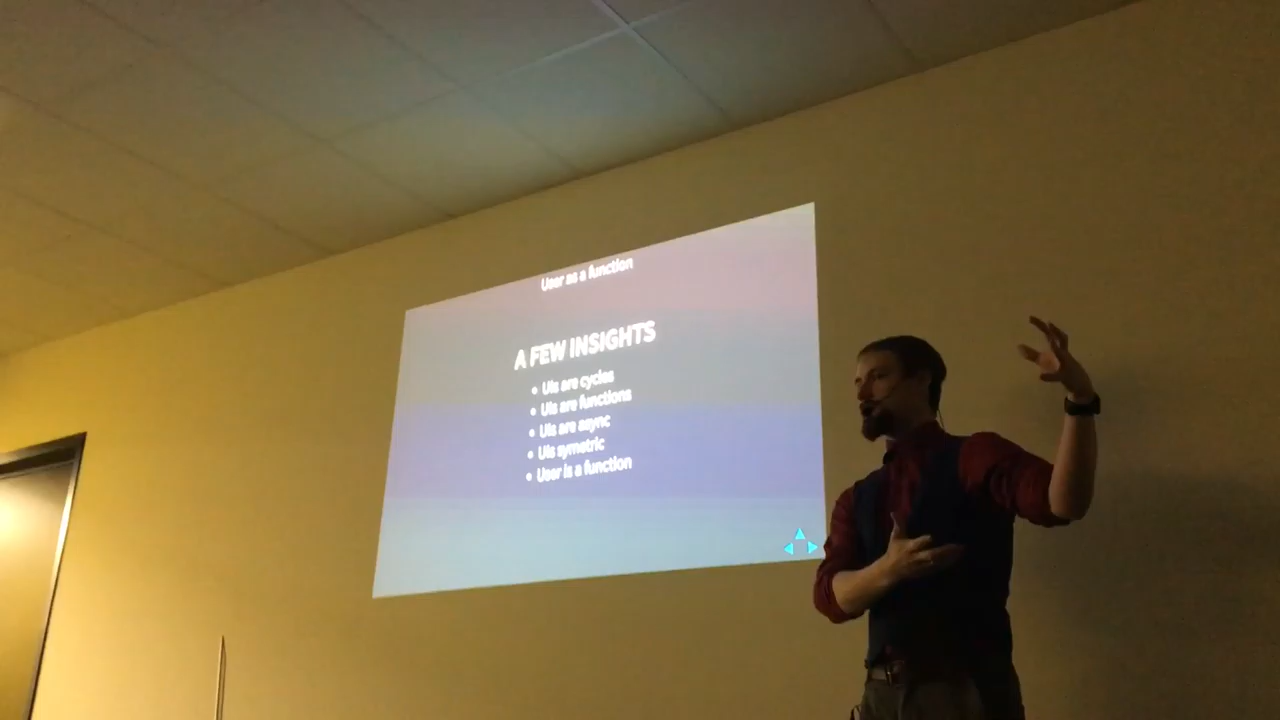 User as a function
A FEW INSIGHTS
• UIs are cycles
• UIs are functions
• UIs are async
• UIs symetric
• User is a function